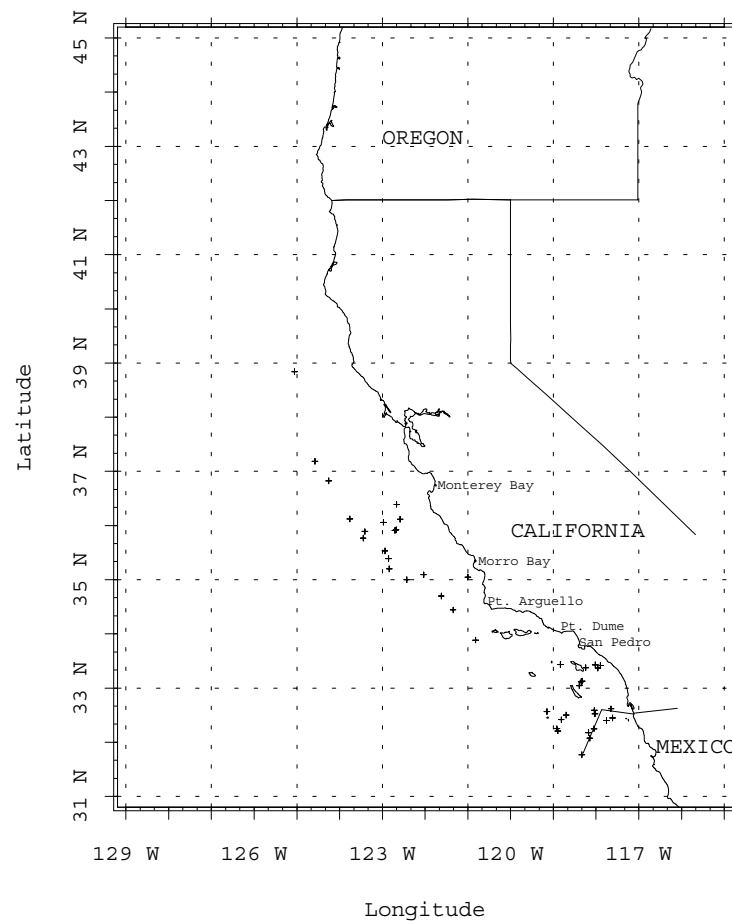 45 N
43 N
41 N
39 N
37 N
35 N
33 N
31 N
Latitude
OREGON
Monterey Bay
CALIFORNIA
Morro Bay
Pt. Arguello
Pt. Dume
San Pedro
MEXICO
129 W
126 W
123 W
120 W
117 W
Longitude